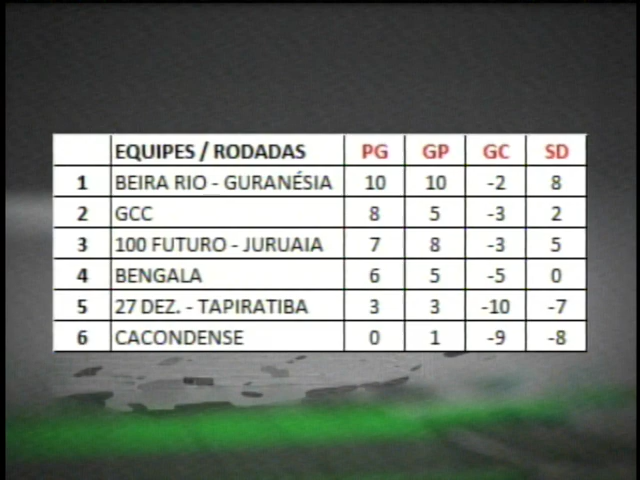 EQUIPES / RODADAS PG GP GC SD
1 BEIRA RIO - GURANÉSIA 10 10 -2 8
2 GCC 8 5 -3 2
3 100 FUTURO - JURUAIA 7 8 -3 5
4 BENGALA 6 5 -5 0
5 27 DEZ. - TAPIRATIBA 3 3 -10 -7
6 CACONDENSE 0 1 -9 -8